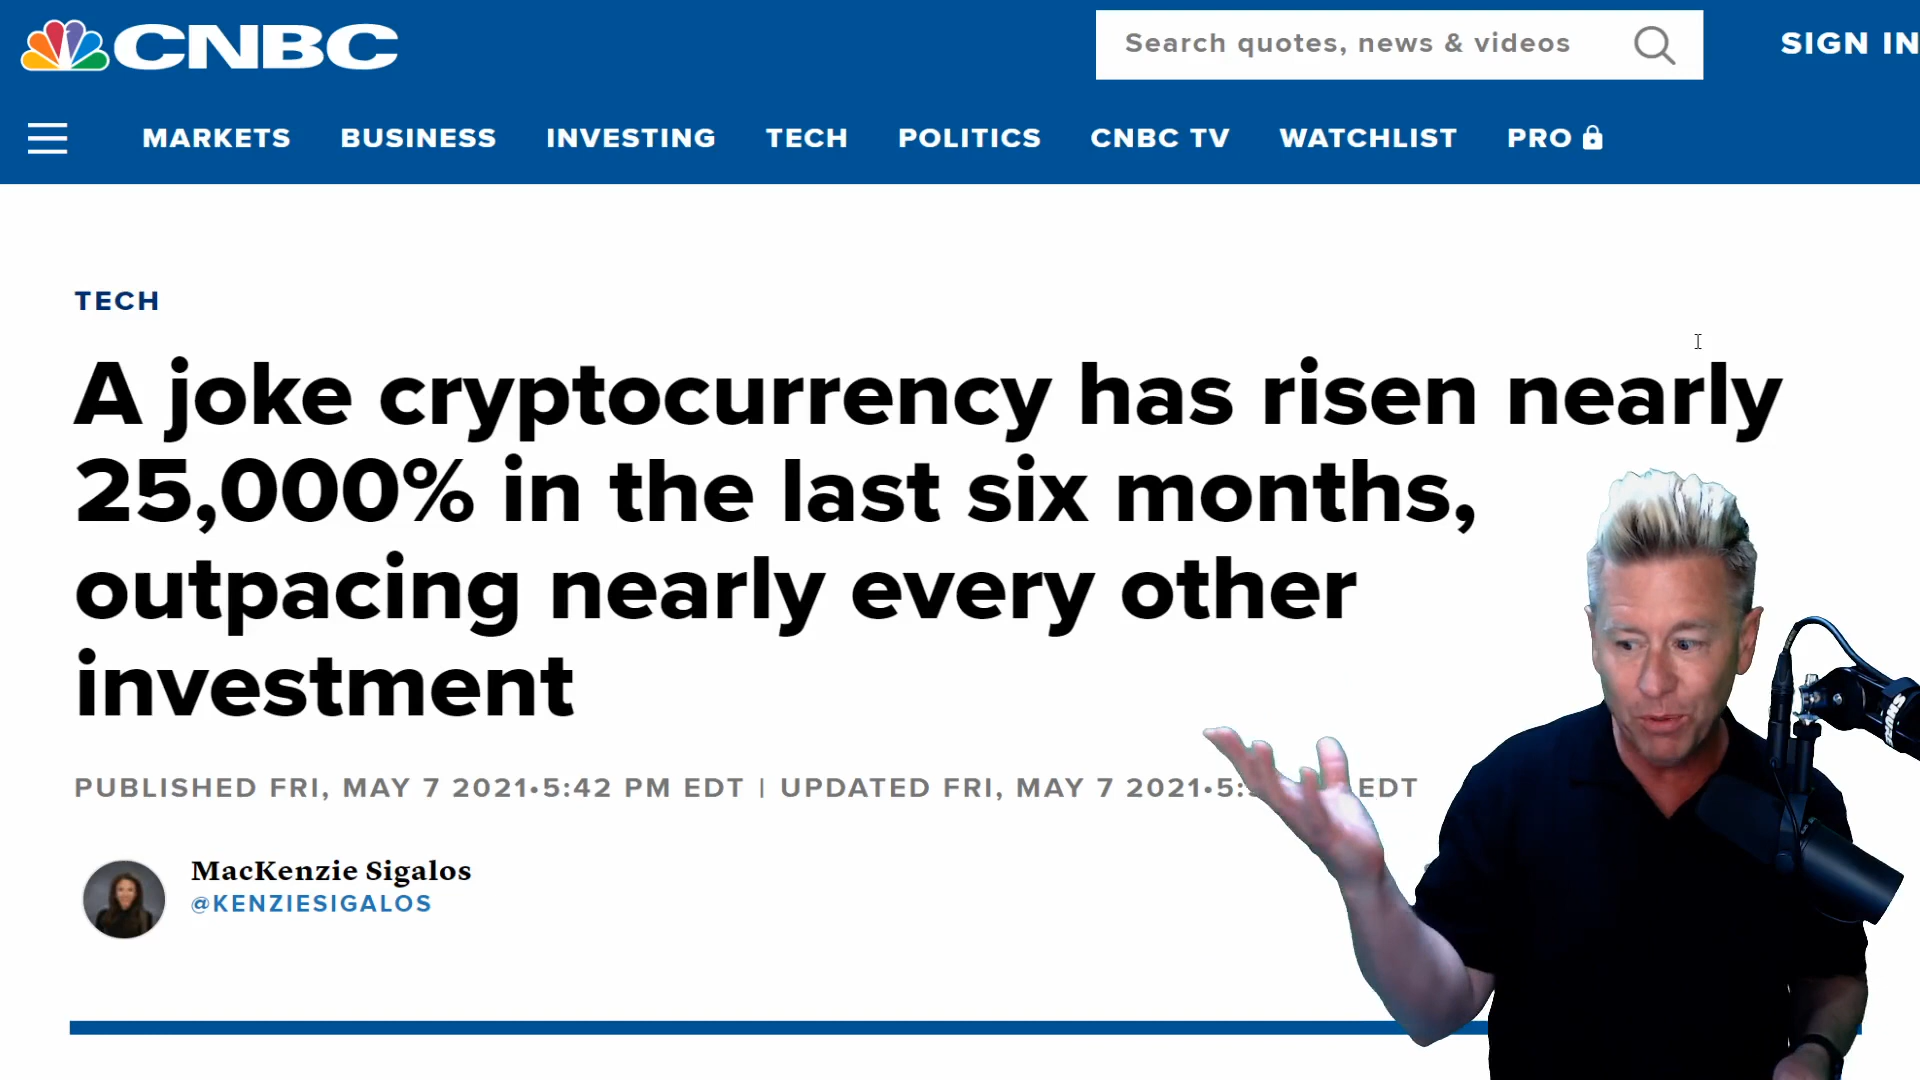 CNBC
Search quotes, news & videos
SIGN IN
MARKETS BUSINESS INVESTING TECH POLITICS CNBC TV WATCHLIST PRO
TECH
A joke cryptocurrency has risen nearly
25,000% in the last six months,
outpacing nearly every other
investment
PUBLISHED FRI, MAY 7 2021•5:42 PM EDT | UPDATED FRI, MAY 7 2021•5: EDT
MacKenzie Sigalos
@KENZIESIGALOS